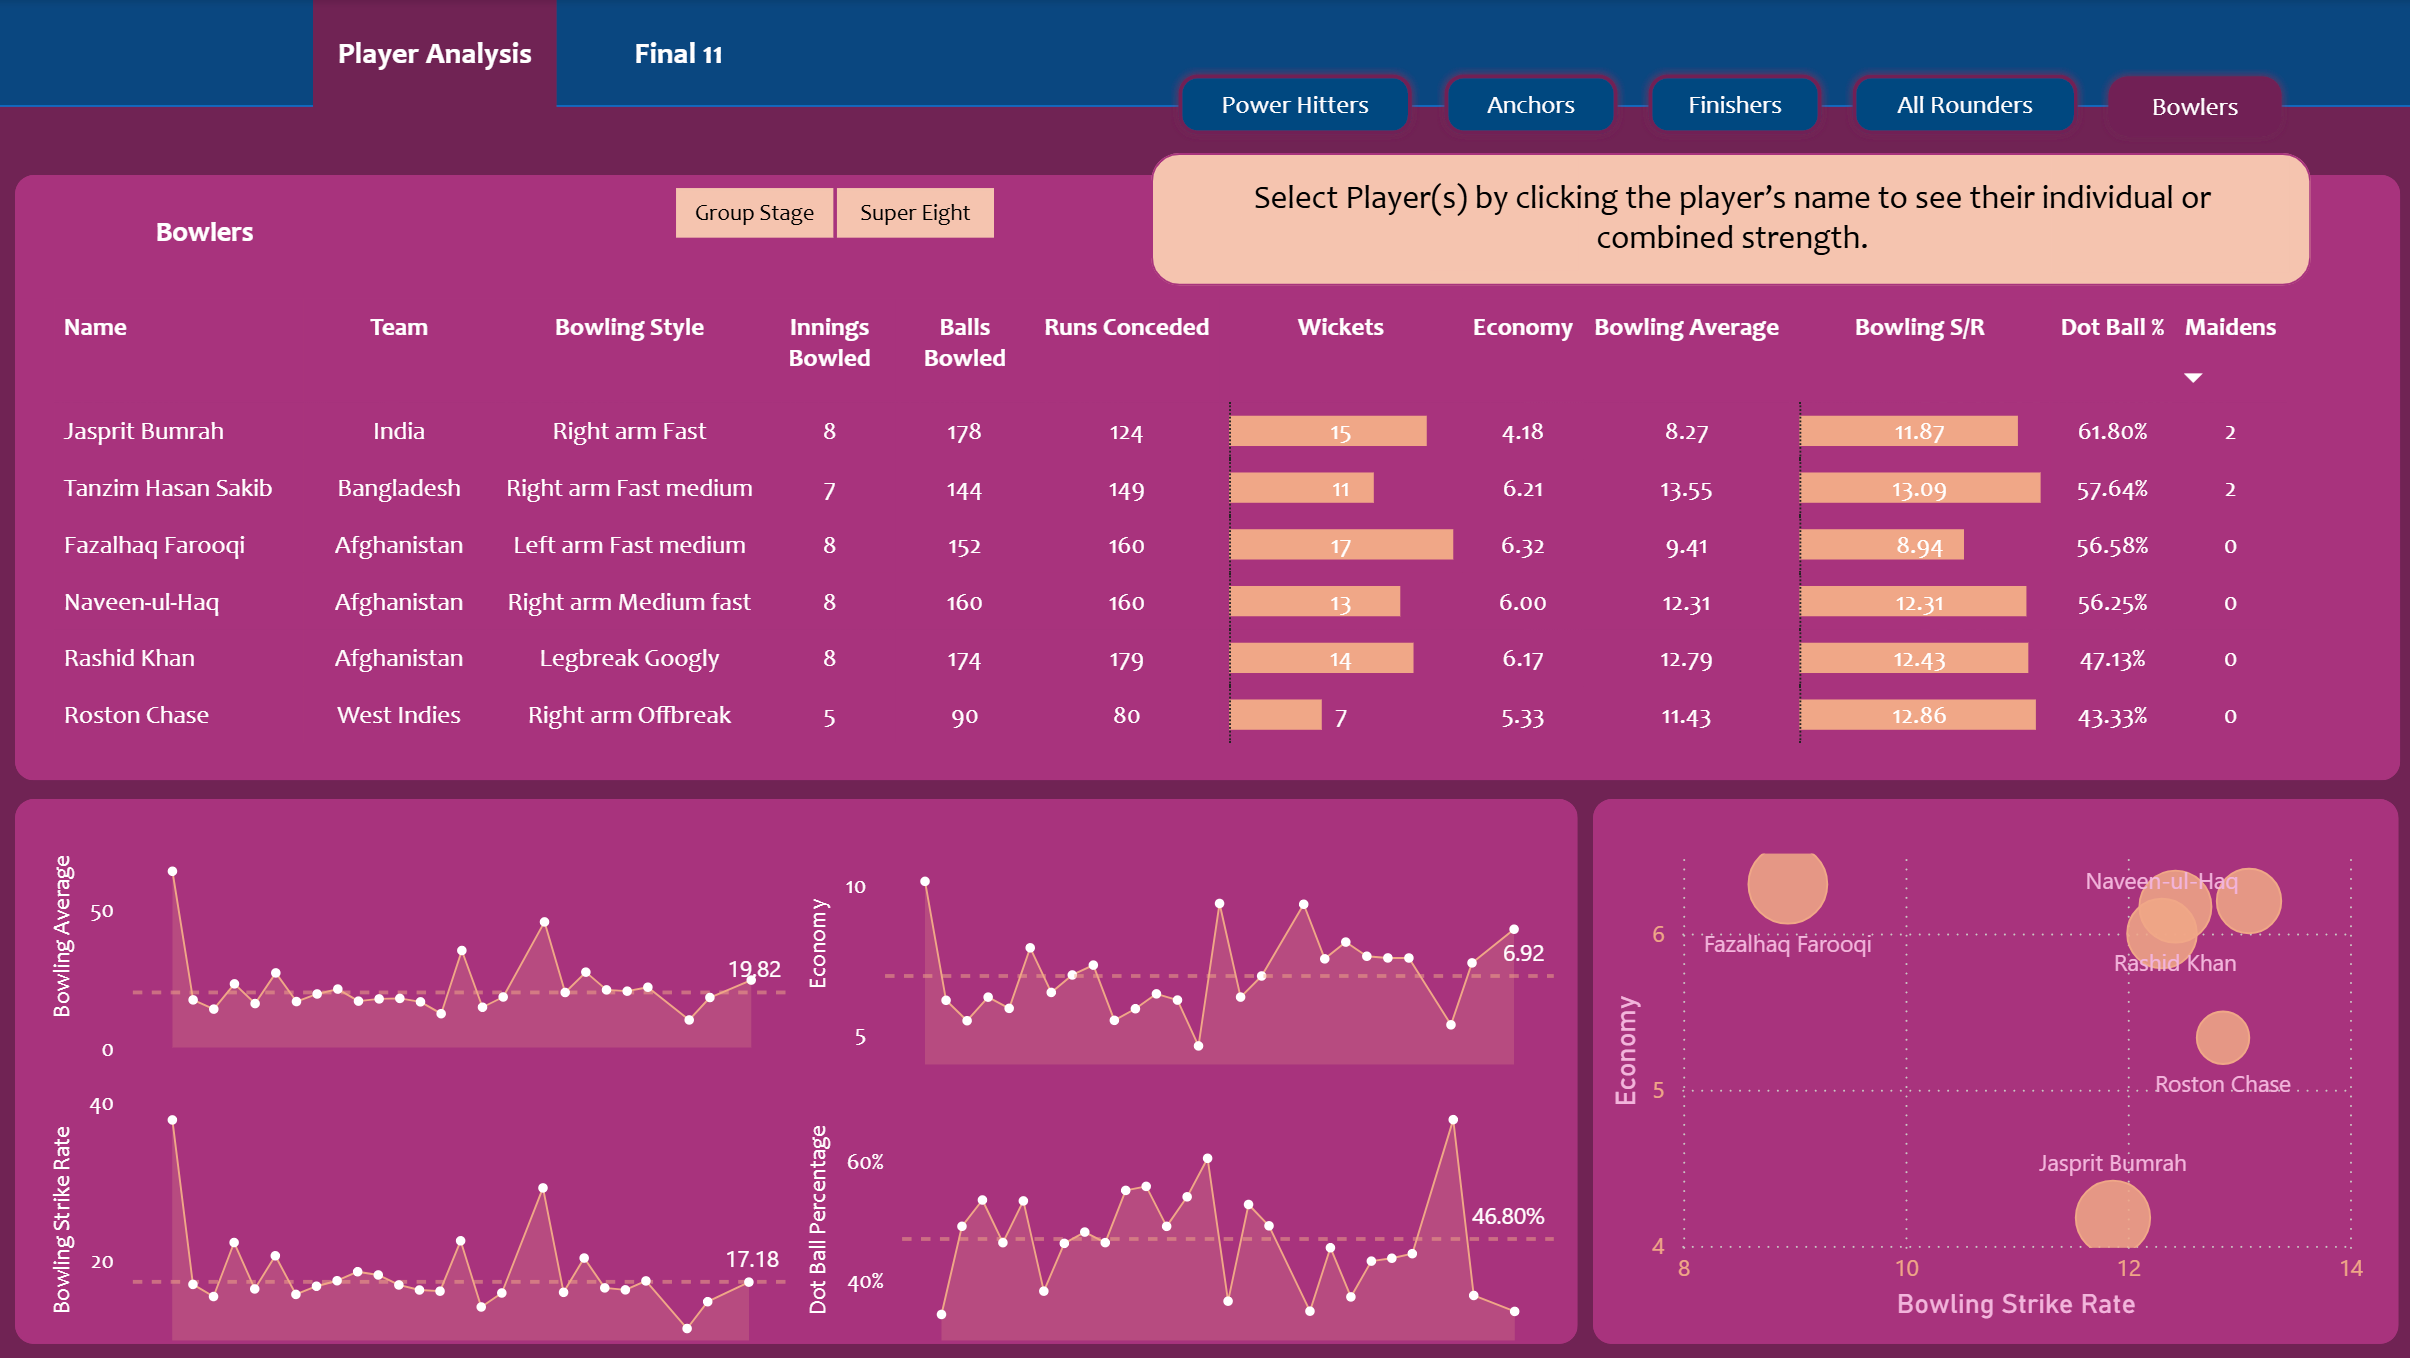 Player Analysis
Final 11
Power Hitters
Anchors
Finishers
All Rounders
Bowlers
Select Player(s) by clicking the player’s name to see their individual or
combined strength.
Bowlers
Group Stage
Super Eight
Name Team Bowling Style Innings Balls Runs Conceded Wickets Economy Bowling Average Bowling S/R Dot Ball % Maidens
Bowled Bowled
Jasprit Bumrah India Right arm Fast 8 178 124 15 4.18 8.27 11.87 61.80% 2
Tanzim Hasan Sakib Bangladesh Right arm Fast medium 7 144 149 11 6.21 13.55 13.09 57.64% 2
Fazalhaq Farooqi Afghanistan Left arm Fast medium 8 152 160 17 6.32 9.41 8.94 56.58% 0
Naveen-ul-Haq Afghanistan Right arm Medium fast 8 160 160 13 6.00 12.31 12.31 56.25% 0
Rashid Khan Afghanistan Legbreak Googly 8 174 179 14 6.17 12.79 12.43 47.13% 0
Roston Chase West Indies Right arm Offbreak 5 90 80 7 5.33 11.43 12.86 43.33% 0
Bowling Average
50
0
19.82
Economy
10
5
6.92
Bowling Strike Rate
40
20
17.18
Dot Ball Percentage
60%
40%
46.80%
Economy
6
5
4
Naveen-ul-Haq
Fazalhaq Farooqi
Rashid Khan
Roston Chase
Jasprit Bumrah
8 10 12 14
Bowling Strike Rate